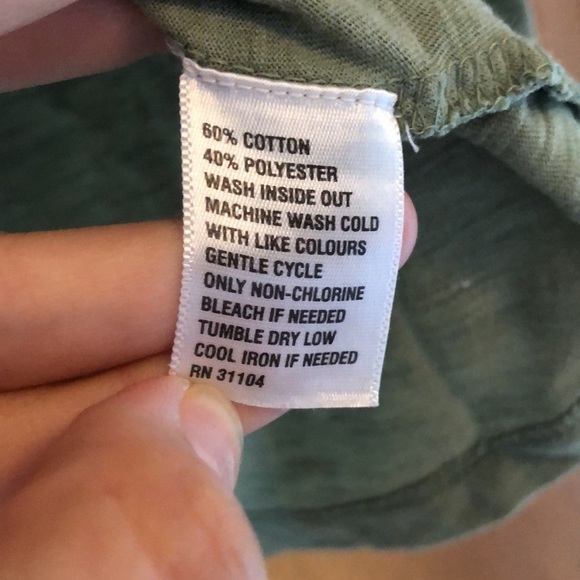 60% COTTON
40% POLYESTER
WASH INSIDE OUT
MACHINE WASH COLD
WITH LIKE COLOURS
GENTLE CYCLE
ONLY NON-CHLORINE
BLEACH IF NEEDED
TUMBLE DRY LOW
COOL IRON IF NEEDED
RN 31104